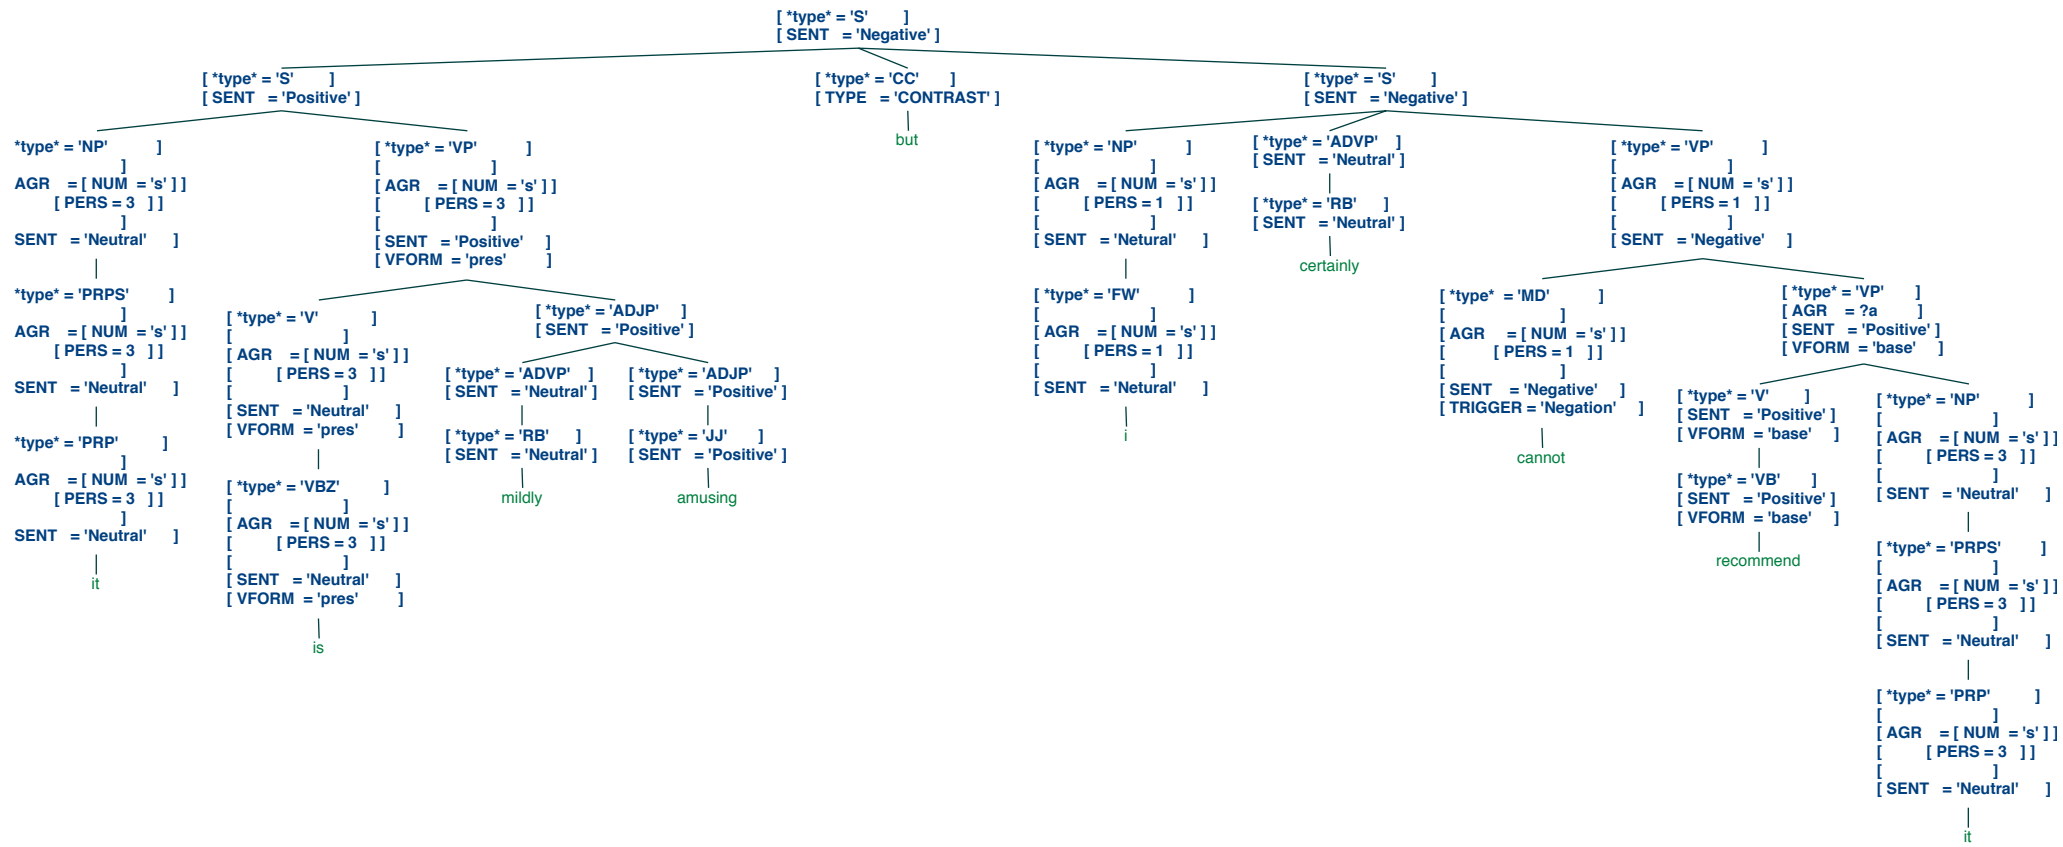 [ *type* = 'S' ]
[ SENT = 'Negative' ]
[ *type* = 'S' ]
[ SENT = 'Positive' ]
[ *type* = 'CC' ]
[ TYPE = 'CONTRAST' ]
but
[ *type* = 'S' ]
[ SENT = 'Negative' ]
*type* = 'NP' ]
]
AGR = [ NUM = 's' ] ]
[ PERS = 3 ] ]
]
SENT = 'Neutral' ]
*type* = 'PRPS' ]
]
AGR = [ NUM = 's' ] ]
[ PERS = 3 ] ]
]
SENT = 'Neutral' ]
*type* = 'PRP' ]
]
AGR = [ NUM = 's' ] ]
[ PERS = 3 ] ]
]
SENT = 'Neutral' ]
it
[ *type* = 'VP' ]
[ ]
[ AGR = [ NUM = 's' ] ]
[ [ PERS = 3 ] ]
[ ]
[ SENT = 'Positive' ]
[ VFORM = 'pres' ]
[ *type* = 'V' ]
[ ]
[ AGR = [ NUM = 's' ] ]
[ [ PERS = 3 ] ]
[ ]
[ SENT = 'Neutral' ]
[ VFORM = 'pres' ]
[ *type* = 'VBZ' ]
[ ]
[ AGR = [ NUM = 's' ] ]
[ [ PERS = 3 ] ]
[ ]
[ SENT = 'Neutral' ]
[ VFORM = 'pres' ]
is
[ *type* = 'ADJP' ]
[ SENT = 'Positive' ]
[ *type* = 'ADVP' ]
[ SENT = 'Neutral' ]
[ *type* = 'RB' ]
[ SENT = 'Neutral' ]
mildly
[ *type* = 'ADJP' ]
[ SENT = 'Positive' ]
[ *type* = 'JJ' ]
[ SENT = 'Positive' ]
amusing
[ *type* = 'NP' ]
[ ]
[ AGR = [ NUM = 's' ] ]
[ [ PERS = 1 ] ]
[ ]
[ SENT = 'Netural' ]
[ *type* = 'FW' ]
[ ]
[ AGR = [ NUM = 's' ] ]
[ [ PERS = 1 ] ]
[ ]
[ SENT = 'Netural' ]
i
[ *type* = 'ADVP' ]
[ SENT = 'Neutral' ]
[ *type* = 'RB' ]
[ SENT = 'Neutral' ]
certainly
[ *type* = 'VP' ]
[ ]
[ AGR = [ NUM = 's' ] ]
[ [ PERS = 1 ] ]
[ ]
[ SENT = 'Negative' ]
[ *type* = 'MD' ]
[ ]
[ AGR = [ NUM = 's' ] ]
[ [ PERS = 1 ] ]
[ ]
[ SENT = 'Negative' ]
[ TRIGGER = 'Negation' ]
cannot
[ *type* = 'VP' ]
[ AGR = ?a ]
[ SENT = 'Positive' ]
[ VFORM = 'base' ]
[ *type* = 'V' ]
[ SENT = 'Positive' ]
[ VFORM = 'base' ]
[ *type* = 'VB' ]
[ SENT = 'Positive' ]
[ VFORM = 'base' ]
recommend
[ *type* = 'NP' ]
[ ]
[ AGR = [ NUM = 's' ] ]
[ [ PERS = 3 ] ]
[ ]
[ SENT = 'Neutral' ]
[ *type* = 'PRPS' ]
[ ]
[ AGR = [ NUM = 's' ] ]
[ [ PERS = 3 ] ]
[ ]
[ SENT = 'Neutral' ]
[ *type* = 'PRP' ]
[ ]
[ AGR = [ NUM = 's' ] ]
[ [ PERS = 3 ] ]
[ ]
[ SENT = 'Neutral' ]
it